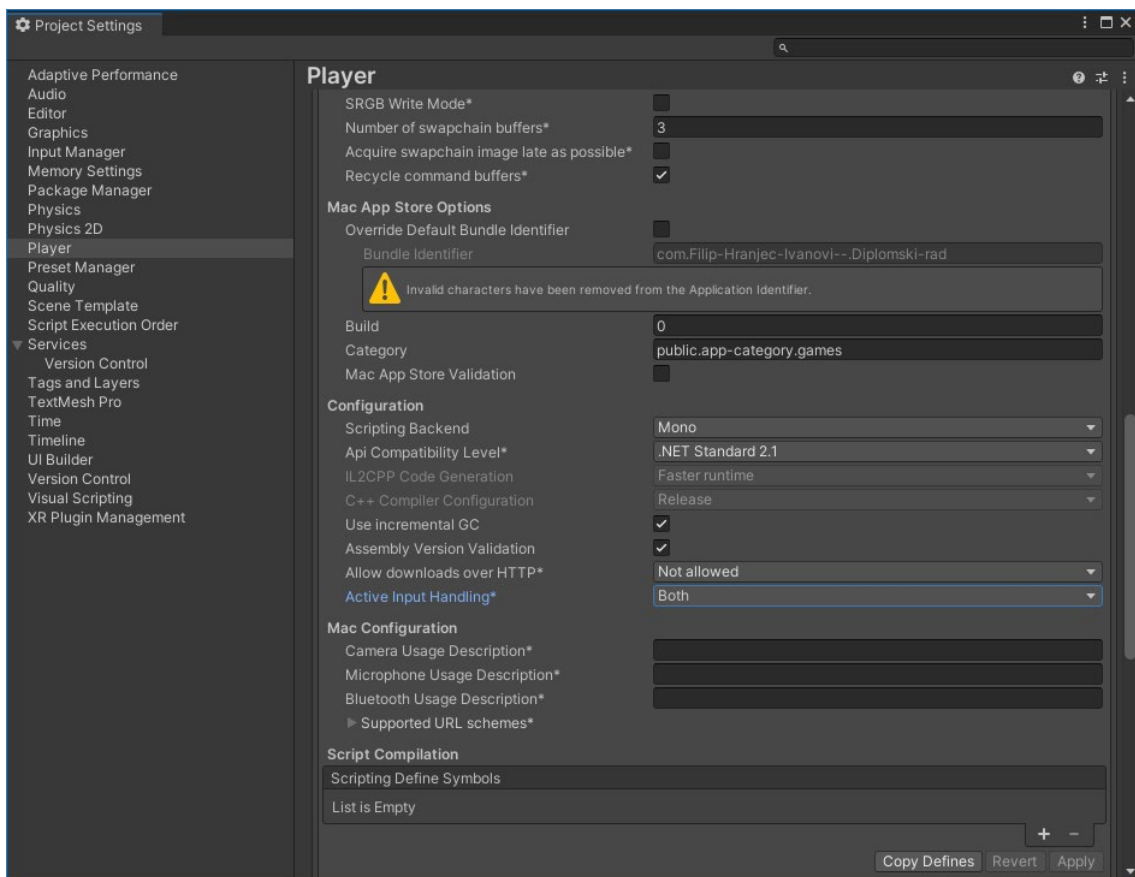 Project Settings
Adaptive Performance
Audio
Editor
Graphics
Input Manager
Memory Settings
Package Manager
Physics
Physics 2D
Player
Preset Manager
Quality
Scene Template
Script Execution Order
Services
Version Control
Tags and Layers
TextMesh Pro
Time
Timeline
UI Builder
Version Control
Visual Scripting
XR Plugin Management
Player
SRGB Write Mode*
Number of swapchain buffers* 3
Acquire swapchain image late as possible*
Recycle command buffers*
Mac App Store Options
Override Default Bundle Identifier
Bundle Identifier com.Filip-Hranjec-Ivanovi--.Diplomski-rad
Invalid characters have been removed from the Application Identifier.
Build 0
Category public.app-category.games
Mac App Store Validation
Configuration
Scripting Backend Mono
Api Compatibility Level* .NET Standard 2.1
IL2CPP Code Generation Faster runtime
C++ Compiler Configuration Release
Use incremental GC
Assembly Version Validation
Allow downloads over HTTP* Not allowed
Active Input Handling* Both
Mac Configuration
Camera Usage Description*
Microphone Usage Description*
Bluetooth Usage Description*
Supported URL schemes*
Script Compilation
Scripting Define Symbols
List is Empty
Copy Defines Revert Apply